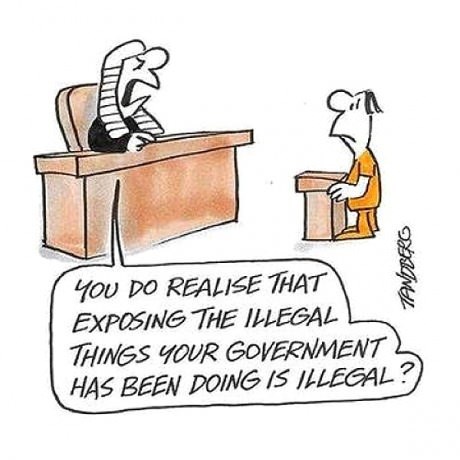 TANDBERG
YOU DO REALISE THAT
EXPOSING THE ILLEGAL
THINGS YOUR GOVERNMENT
HAS BEEN DOING IS ILLEGAL?